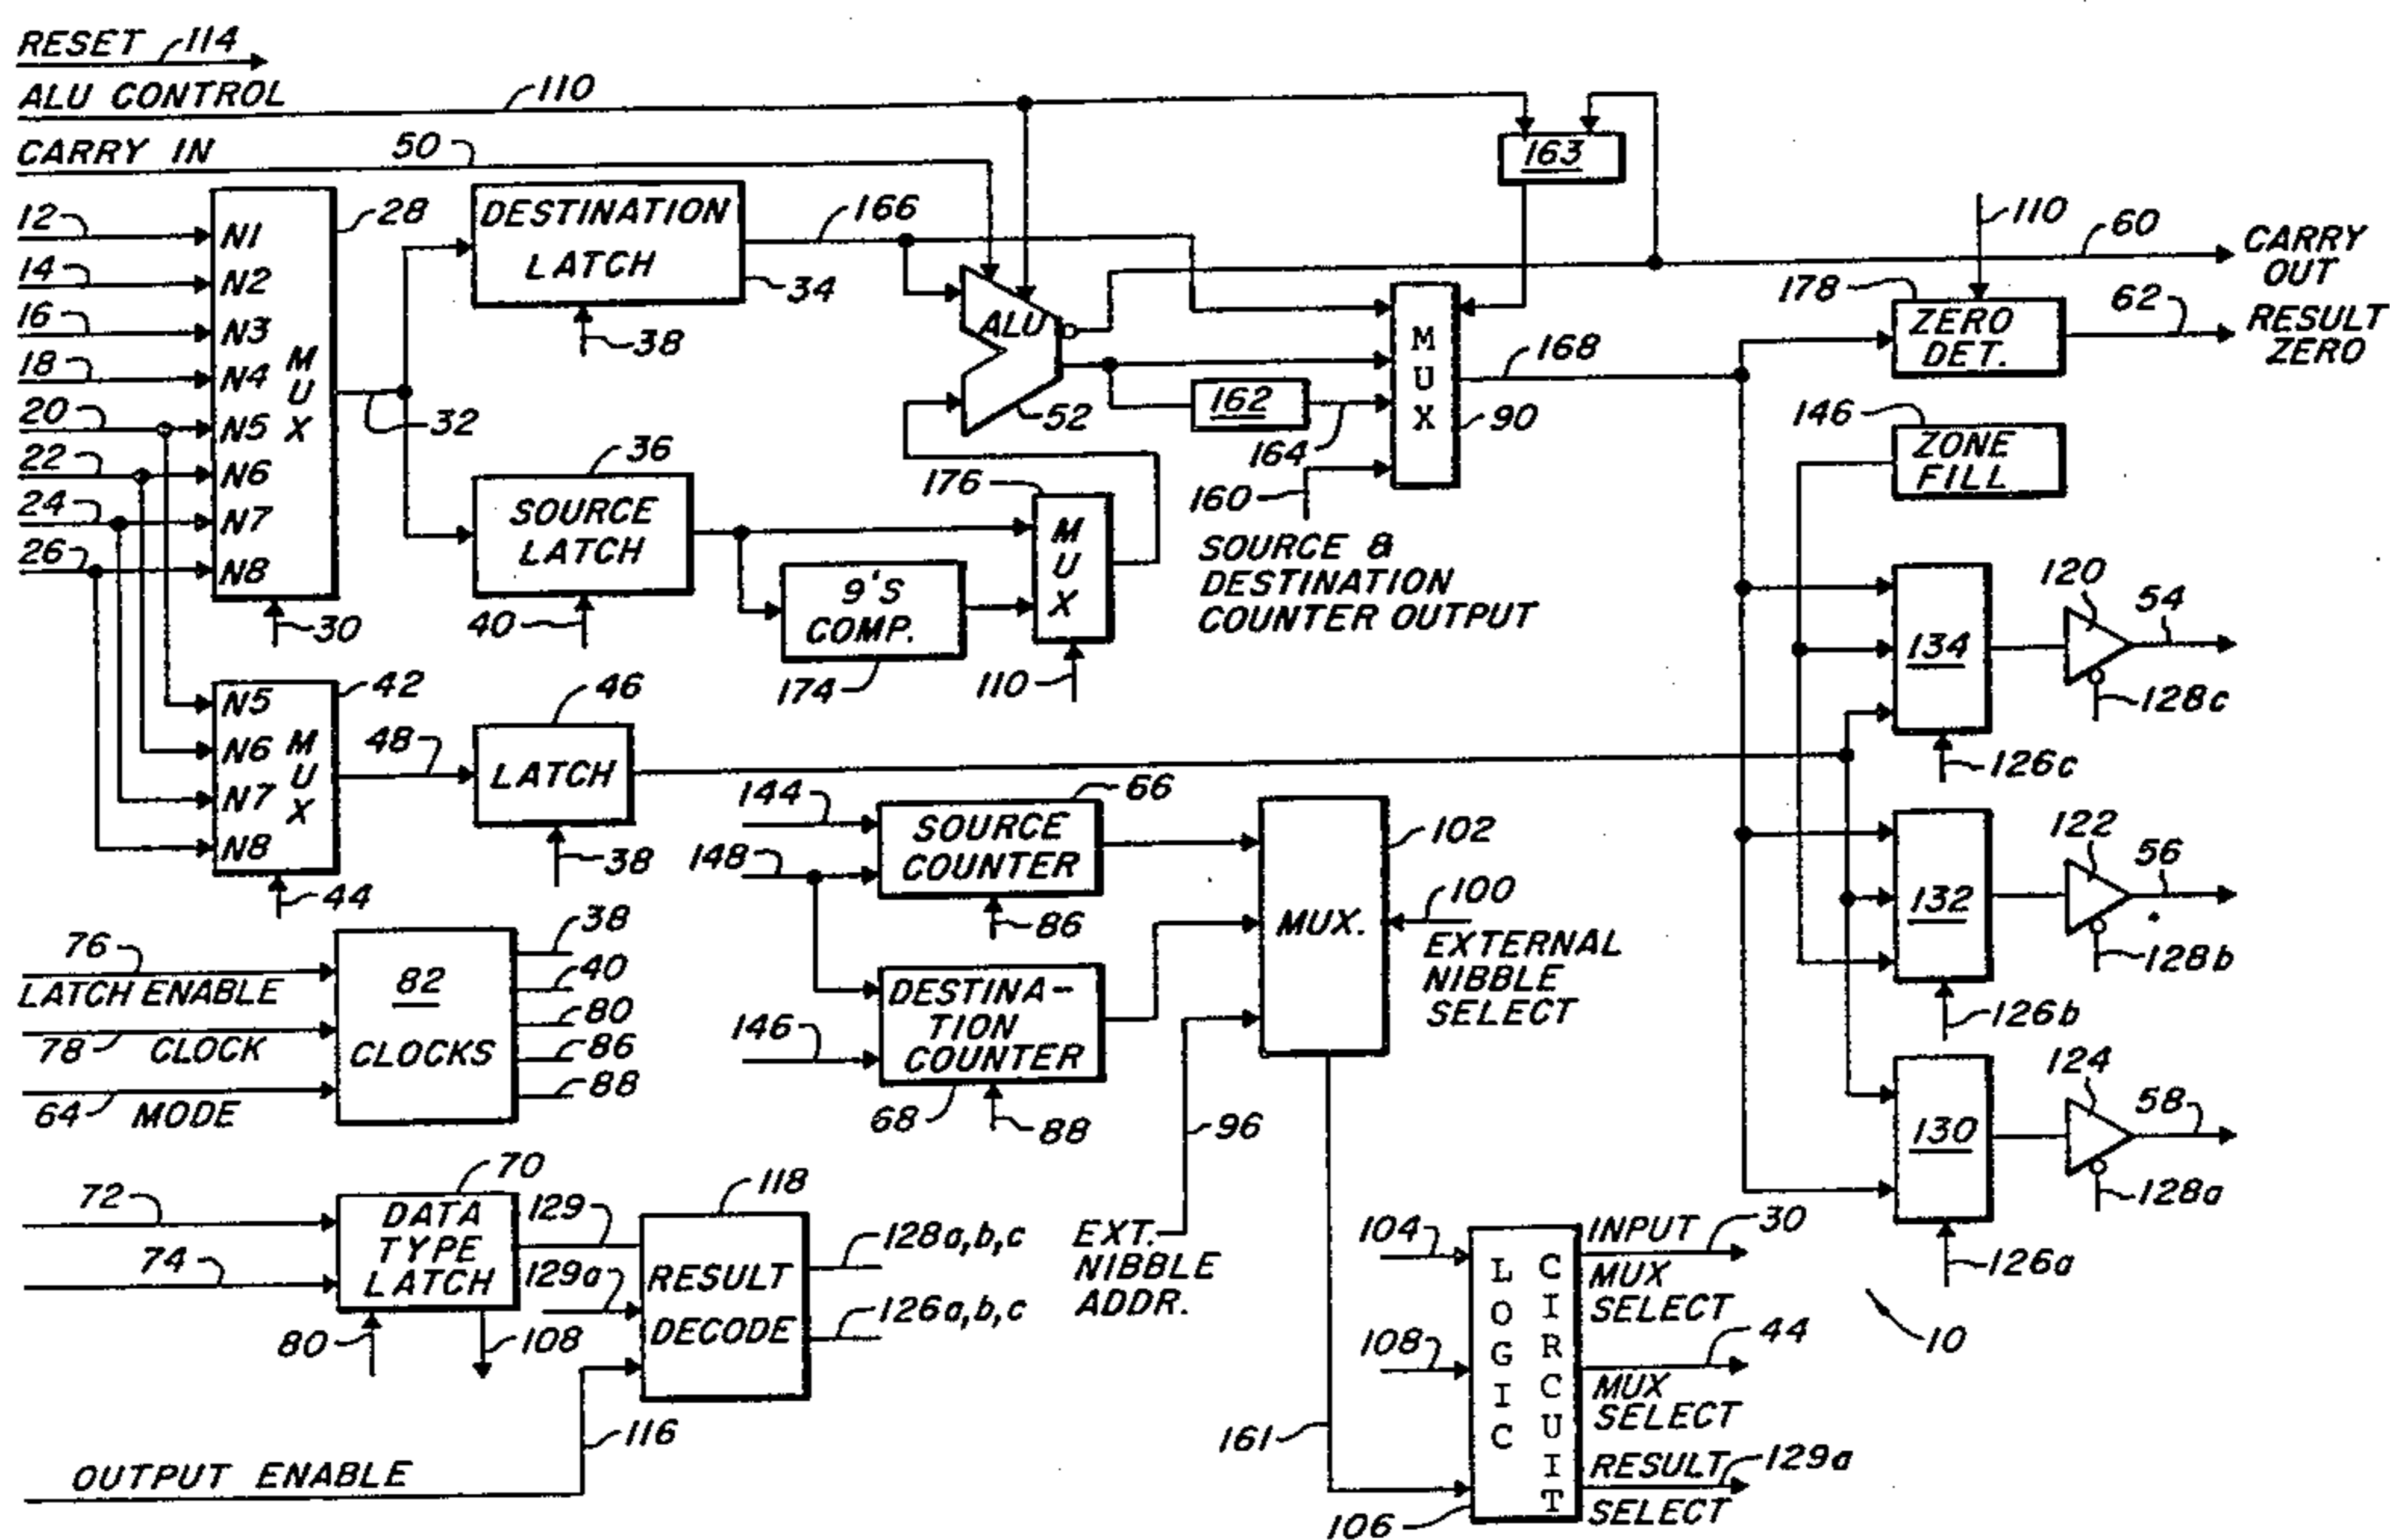 RESET 114
ALU CONTROL 110
CARRY IN 50
12 N1
14 N2
16 N3
18 N4
20 N5
22 N6
24 N7
26 N8
MUX
28
30
32
DESTINATION
LATCH
34
38
166
36
SOURCE
LATCH
40
9'S
COMP.
174
176
MUX
110
ALU
52
162
164
160
SOURCE &
DESTINATION
COUNTER OUTPUT
163
MUX
90
168
110
178
ZERO
DET.
60
CARRY
OUT
62
RESULT
ZERO
146
ZONE
FILL
134
120
54
128c
126c
132
122
56
128b
126b
130
124
58
128a
126a
10
N5
N6
N7
N8
MUX
42
44
48
46
LATCH
38
144
148
66
SOURCE
COUNTER
86
146
DESTINA-
TION
COUNTER
68
88
MUX.
102
100
EXTERNAL
NIBBLE
SELECT
96
EXT.
NIBBLE
ADDR.
161
76
LATCH ENABLE
78 CLOCK
64 MODE
82
CLOCKS
38
40
80
86
88
72
74
70
DATA
TYPE
LATCH
80
108
129
129a
118
RESULT
DECODE
128a,b,c
126a,b,c
116
OUTPUT ENABLE
104
108
106
LOGIC
CIRCUIT
INPUT 30
MUX
SELECT
44
MUX
SELECT
RESULT 129a
SELECT